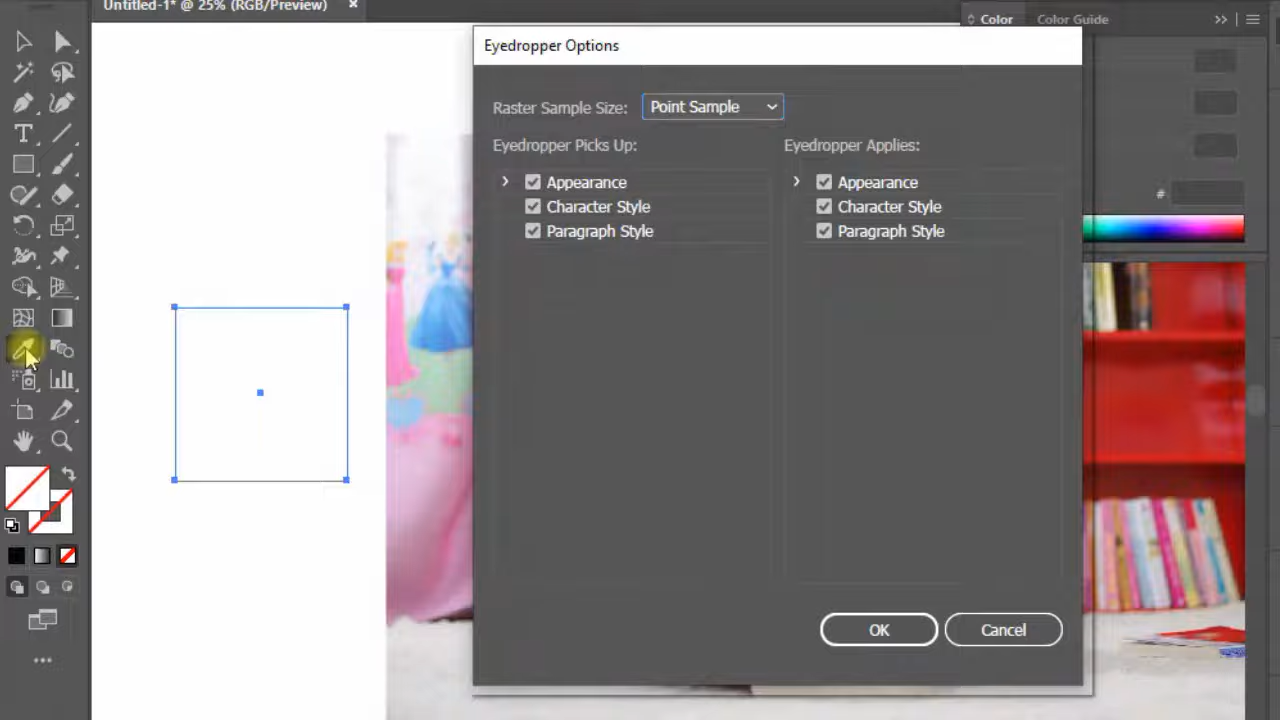 Untitled-1* @ 25% (RGB/Preview) ×
Color Color Guide
Eyedropper Options
Raster Sample Size: Point Sample
Eyedropper Picks Up: Eyedropper Applies:
Appearance Appearance
Character Style Character Style
Paragraph Style Paragraph Style
#
OK Cancel